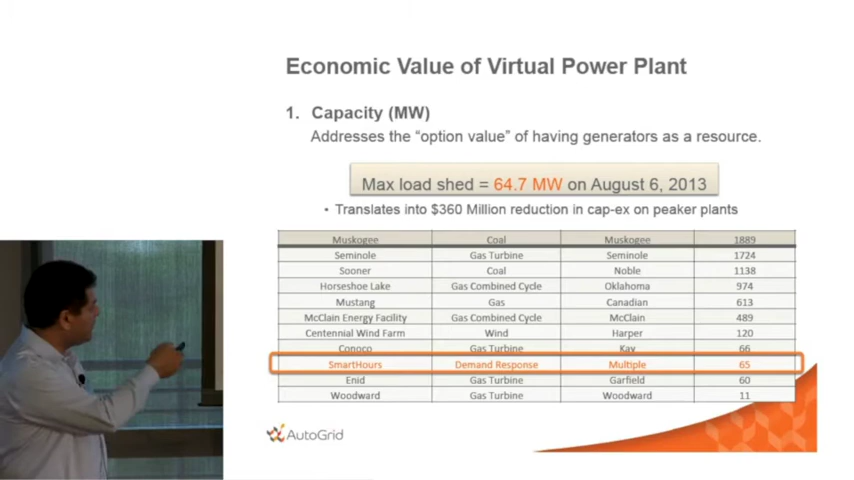 Economic Value of Virtual Power Plant
1. Capacity (MW)
Addresses the “option value” of having generators as a resource.
Max load shed = 64.7 MW on August 6, 2013
• Translates into $360 Million reduction in cap-ex on peaker plants
Muskogee Coal Muskogee 1889
Seminole Gas Turbine Seminole 1724
Sooner Coal Noble 1138
Horseshoe Lake Gas Combined Cycle Oklahoma 974
Mustang Gas Canadian 613
McClain Energy Facility Gas Combined Cycle McClain 489
Centennial Wind Farm Wind Harper 120
Conoco Gas Turbine Kay 66
SmartHours Demand Response Multiple 65
Enid Gas Turbine Garfield 60
Woodward Gas Turbine Woodward 11
AutoGrid